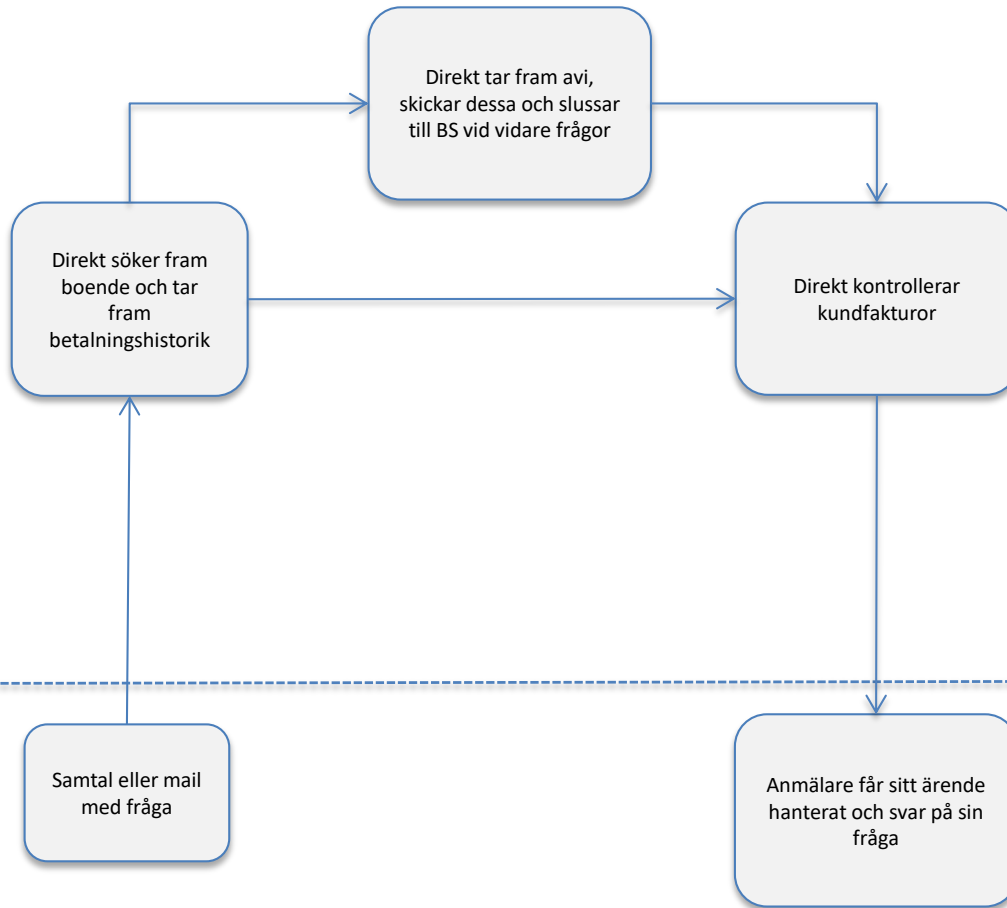 Direkt tar fram avi,
skickar dessa och slussar
till BS vid vidare frågor
Direkt söker fram
boende och tar
fram
betalningshistorik
Direkt kontrollerar
kundfakturor
Samtal eller mail
med fråga
Anmälare får sitt ärende
hanterat och svar på sin
fråga